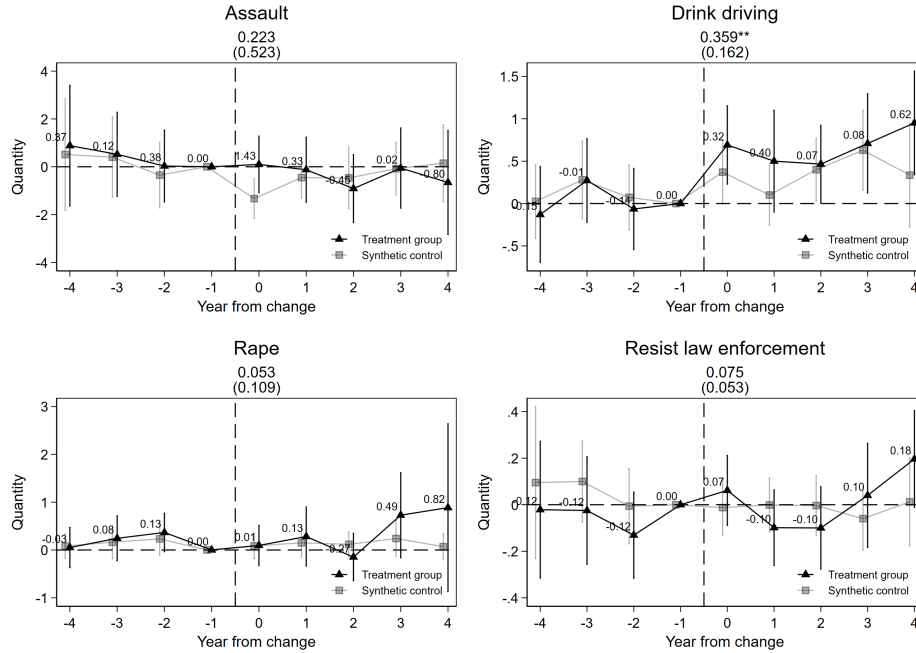 Assault
0.223
(0.523)
4
2
0
-2
-4
Quantity
0.37
0.12
0.38
0.00
1.43
0.33
-0.45
0.02
-0.80
Treatment group
Synthetic control
-4 -3 -2 -1 0 1 2 3 4
Year from change
Drink driving
0.359**
(0.162)
1.5
1
.5
0
-.5
Quantity
-0.15
-0.01
-0.14
0.00
0.32
0.40
0.07
0.08
0.62
Treatment group
Synthetic control
-4 -3 -2 -1 0 1 2 3 4
Year from change
Rape
0.053
(0.109)
3
2
1
0
-1
Quantity
-0.03
0.08
0.13
0.00
0.01
0.13
-0.27
0.49
0.82
Treatment group
Synthetic control
-4 -3 -2 -1 0 1 2 3 4
Year from change
Resist law enforcement
0.075
(0.053)
.4
.2
0
-.2
-.4
Quantity
-0.12
-0.12
-0.12
0.00
0.07
-0.10
-0.10
0.10
0.18
Treatment group
Synthetic control
-4 -3 -2 -1 0 1 2 3 4
Year from change